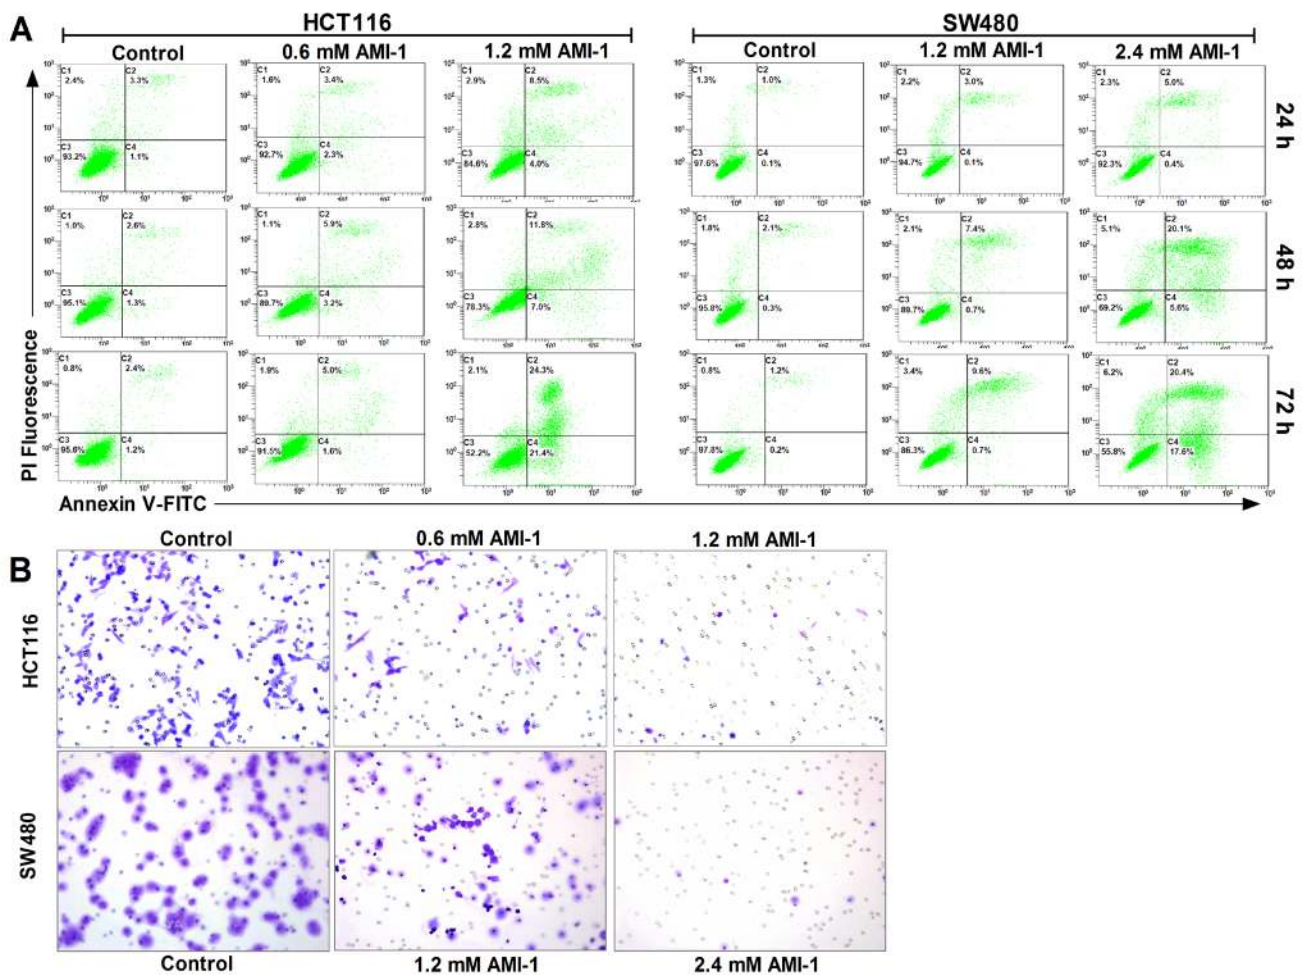 A
HCT116
SW480
Control
0.6 mM AMI-1
1.2 mM AMI-1
Control
1.2 mM AMI-1
2.4 mM AMI-1
C1 2.4% C2 3.3% C3 93.2% C4 1.1%
C1 1.6% C2 3.4% C3 92.7% C4 2.3%
C1 2.9% C2 8.5% C3 84.6% C4 4.0%
C1 1.3% C2 1.0% C3 97.6% C4 0.1%
C1 2.2% C2 3.0% C3 94.7% C4 0.1%
C1 2.3% C2 5.0% C3 92.3% C4 0.4%
24 h
C1 1.0% C2 2.6% C3 95.1% C4 1.3%
C1 1.1% C2 5.9% C3 89.7% C4 3.2%
C1 2.8% C2 11.8% C3 78.3% C4 7.0%
C1 1.8% C2 2.1% C3 95.8% C4 0.3%
C1 2.1% C2 7.4% C3 89.7% C4 0.7%
C1 5.1% C2 20.1% C3 69.2% C4 5.6%
48 h
C1 0.8% C2 2.4% C3 95.6% C4 1.2%
C1 1.9% C2 5.0% C3 91.5% C4 1.6%
C1 2.1% C2 24.3% C3 52.2% C4 21.4%
C1 0.8% C2 1.2% C3 97.8% C4 0.2%
C1 3.4% C2 9.6% C3 86.3% C4 0.7%
C1 6.2% C2 20.4% C3 55.8% C4 17.6%
72 h
PI Fluorescence
Annexin V-FITC
B
Control
0.6 mM AMI-1
1.2 mM AMI-1
HCT116
SW480
Control
1.2 mM AMI-1
2.4 mM AMI-1